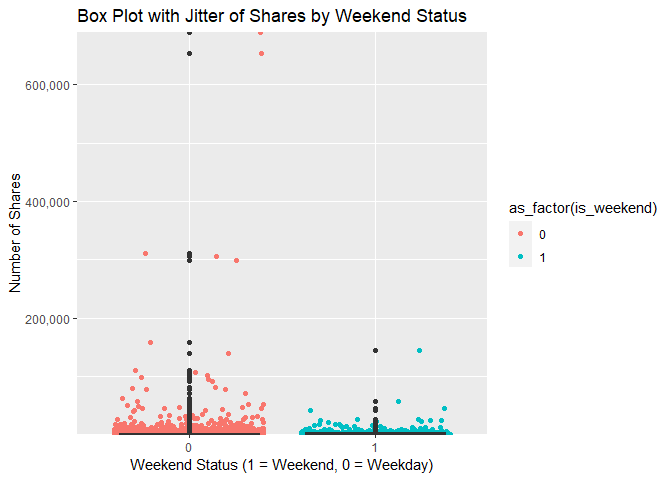 Box Plot with Jitter of Shares by Weekend Status
600,000
400,000
200,000
Number of Shares
0
1
Weekend Status (1 = Weekend, 0 = Weekday)
as_factor(is_weekend)
0
1